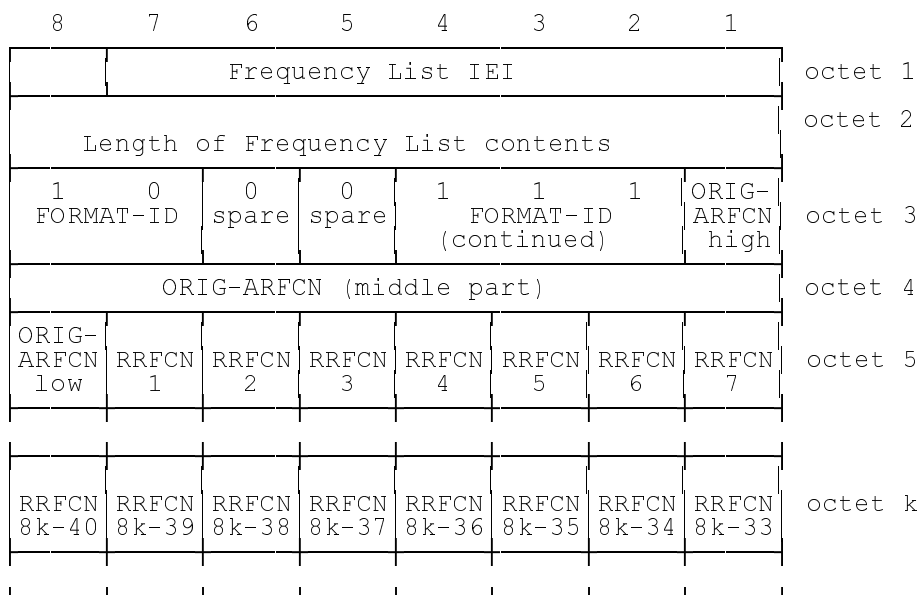 8 7 6 5 4 3 2 1
Frequency List IEI octet 1
octet 2
Length of Frequency List contents
1 0 0 0 1 1 1 ORIG-
FORMAT-ID spare spare FORMAT-ID ARFCN octet 3
(continued) high
ORIG-ARFCN (middle part) octet 4
ORIG-
ARFCN RRFCN RRFCN RRFCN RRFCN RRFCN RRFCN RRFCN octet 5
low 1 2 3 4 5 6 7
RRFCN RRFCN RRFCN RRFCN RRFCN RRFCN RRFCN RRFCN octet k
8k-40 8k-39 8k-38 8k-37 8k-36 8k-35 8k-34 8k-33